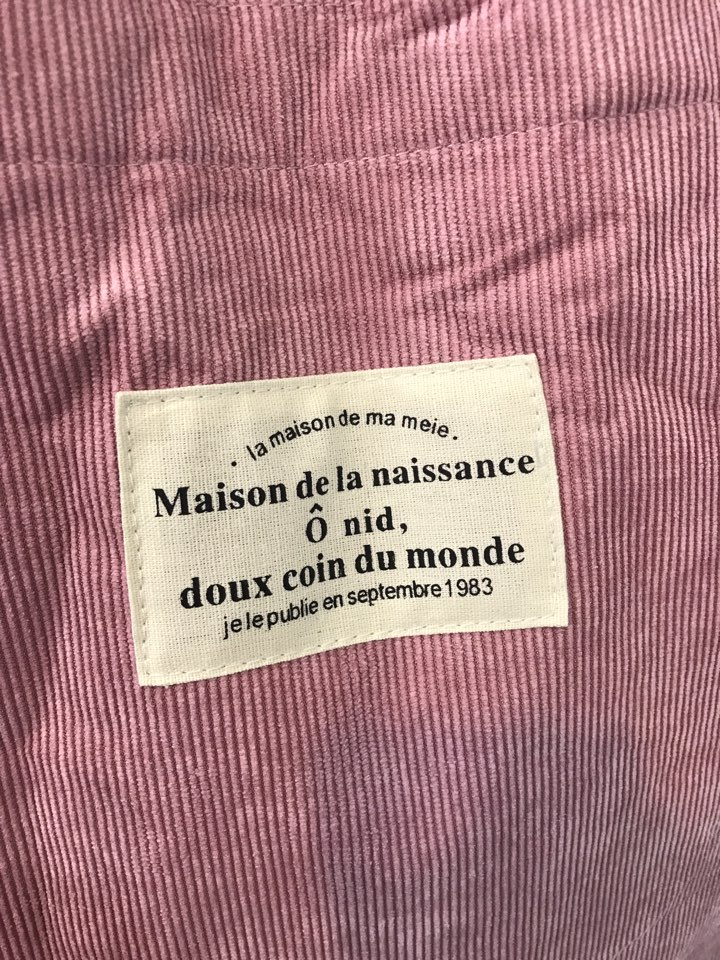 . la maison de ma meie.
Maison de la naissance
Ô nid,
doux coin du monde
je le publie en septembre 1983